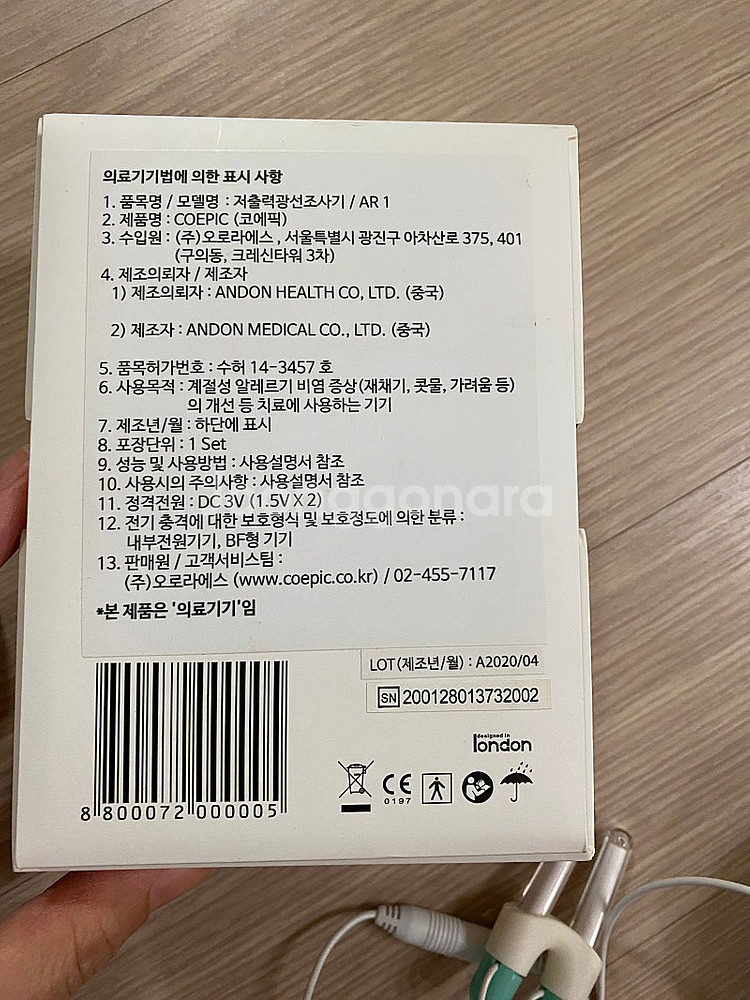 의료기기법에 의한 표시 사항
1. 품목명 / 모델명 : 저출력광선조사기 / AR 1
2. 제품명 : COEPIC (코에픽)
3. 수입원 : (주)오로라에스 , 서울특별시 광진구 아차산로 375, 401
(구의동, 크레신타워 3차)
4. 제조의뢰자 / 제조자
1) 제조의뢰자 : ANDON HEALTH CO, LTD. (중국)
2) 제조자 : ANDON MEDICAL CO., LTD. (중국)
5. 품목허가번호 : 수허 14-3457 호
6. 사용목적 : 계절성 알레르기 비염 증상(재채기, 콧물, 가려움 등)
의 개선 등 치료에 사용하는 기기
7. 제조년/월 : 하단에 표시
8. 포장단위 : 1 Set
9. 성능 및 사용방법 : 사용설명서 참조
10. 사용시의 주의사항 : 사용설명서 참조
11. 정격전원 : DC 3V (1.5V X 2)
12. 전기 충격에 대한 보호형식 및 보호정도에 의한 분류 :
내부전원기기, BF형 기기
13. 판매원 / 고객서비스팀 :
(주)오로라에스 (www.coepic.co.kr) / 02-455-7117
*본 제품은 '의료기기'임
LOT (제조년/월) : A2020/04
SN 200128013732002
designed in
london
CE
0197
8 800072 000005